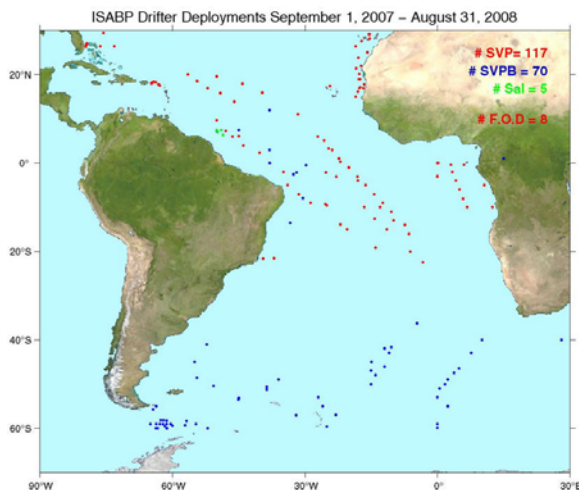 ISABP Drifter Deployments September 1, 2007 – August 31, 2008
# SVP= 117
20°N
# SVPB = 70
# Sal = 5
# F.O.D = 8
0°
20°S
40°S
60°S
90°W 60°W 30°W 0° 30°E